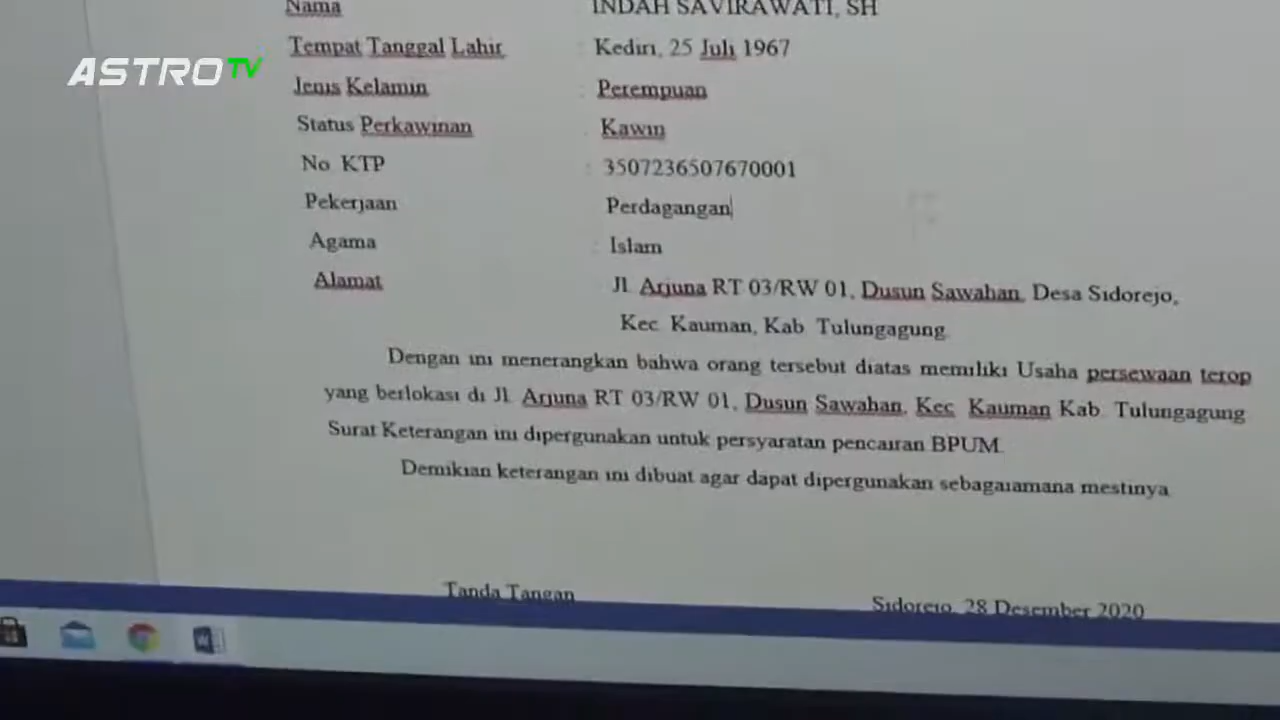 Nama INDAH SAVIRAWATI, SH
ASTRO TV
Tempat Tanggal Lahir : Kediri, 25 Juli 1967
Jenis Kelamin : Perempuan
Status Perkawinan : Kawin
No KTP : 3507236507670001
Pekerjaan Perdagangan
Agama : Islam
Alamat Jl. Arjuna RT 03/RW 01, Dusun Sawahan, Desa Sidorejo,
Kec. Kauman, Kab. Tulungagung.
Dengan ini menerangkan bahwa orang tersebut diatas memiliki Usaha persewaan terop
yang berlokasi di Jl. Arjuna RT 03/RW 01, Dusun Sawahan, Kec. Kauman Kab. Tulungagung
Surat Keterangan ini dipergunakan untuk persyaratan pencairan BPUM.
Demikian keterangan ini dibuat agar dapat dipergunakan sebagaiamana mestinya
Tanda Tangan Sidorejo, 28 Desember 2020